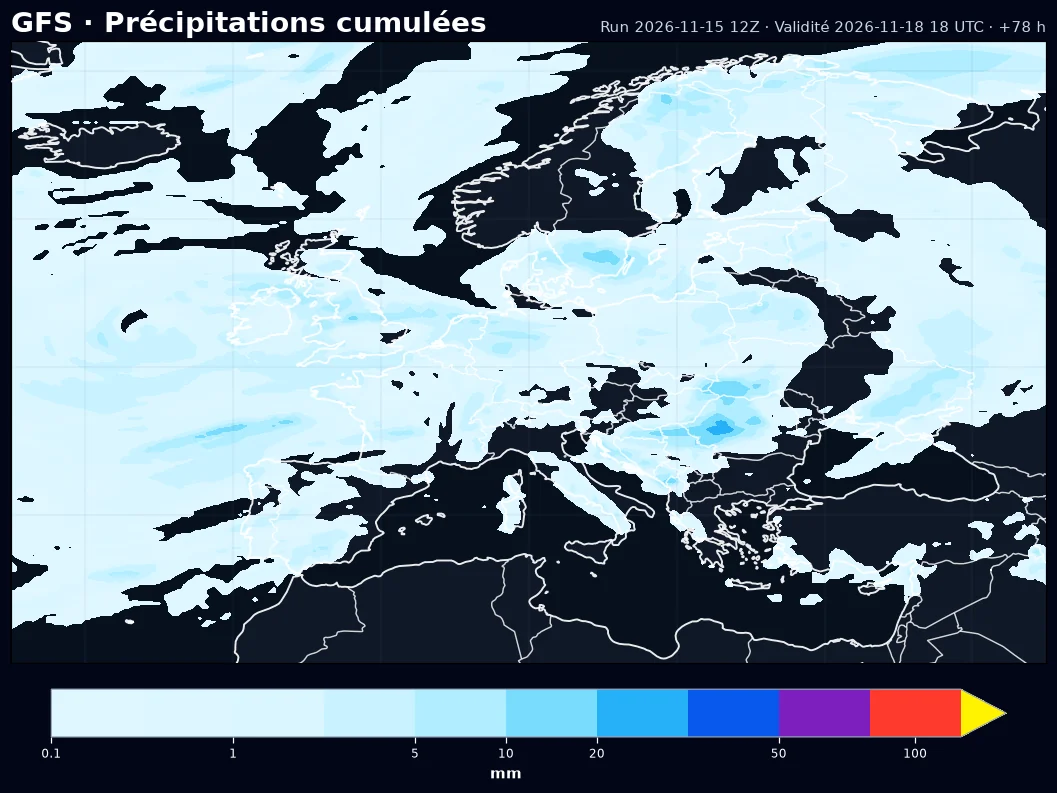 GFS · Précipitations cumulées
Run 2026-11-15 12Z · Validité 2026-11-18 18 UTC · +78 h
0.1 1 5 10 20 50 100
mm